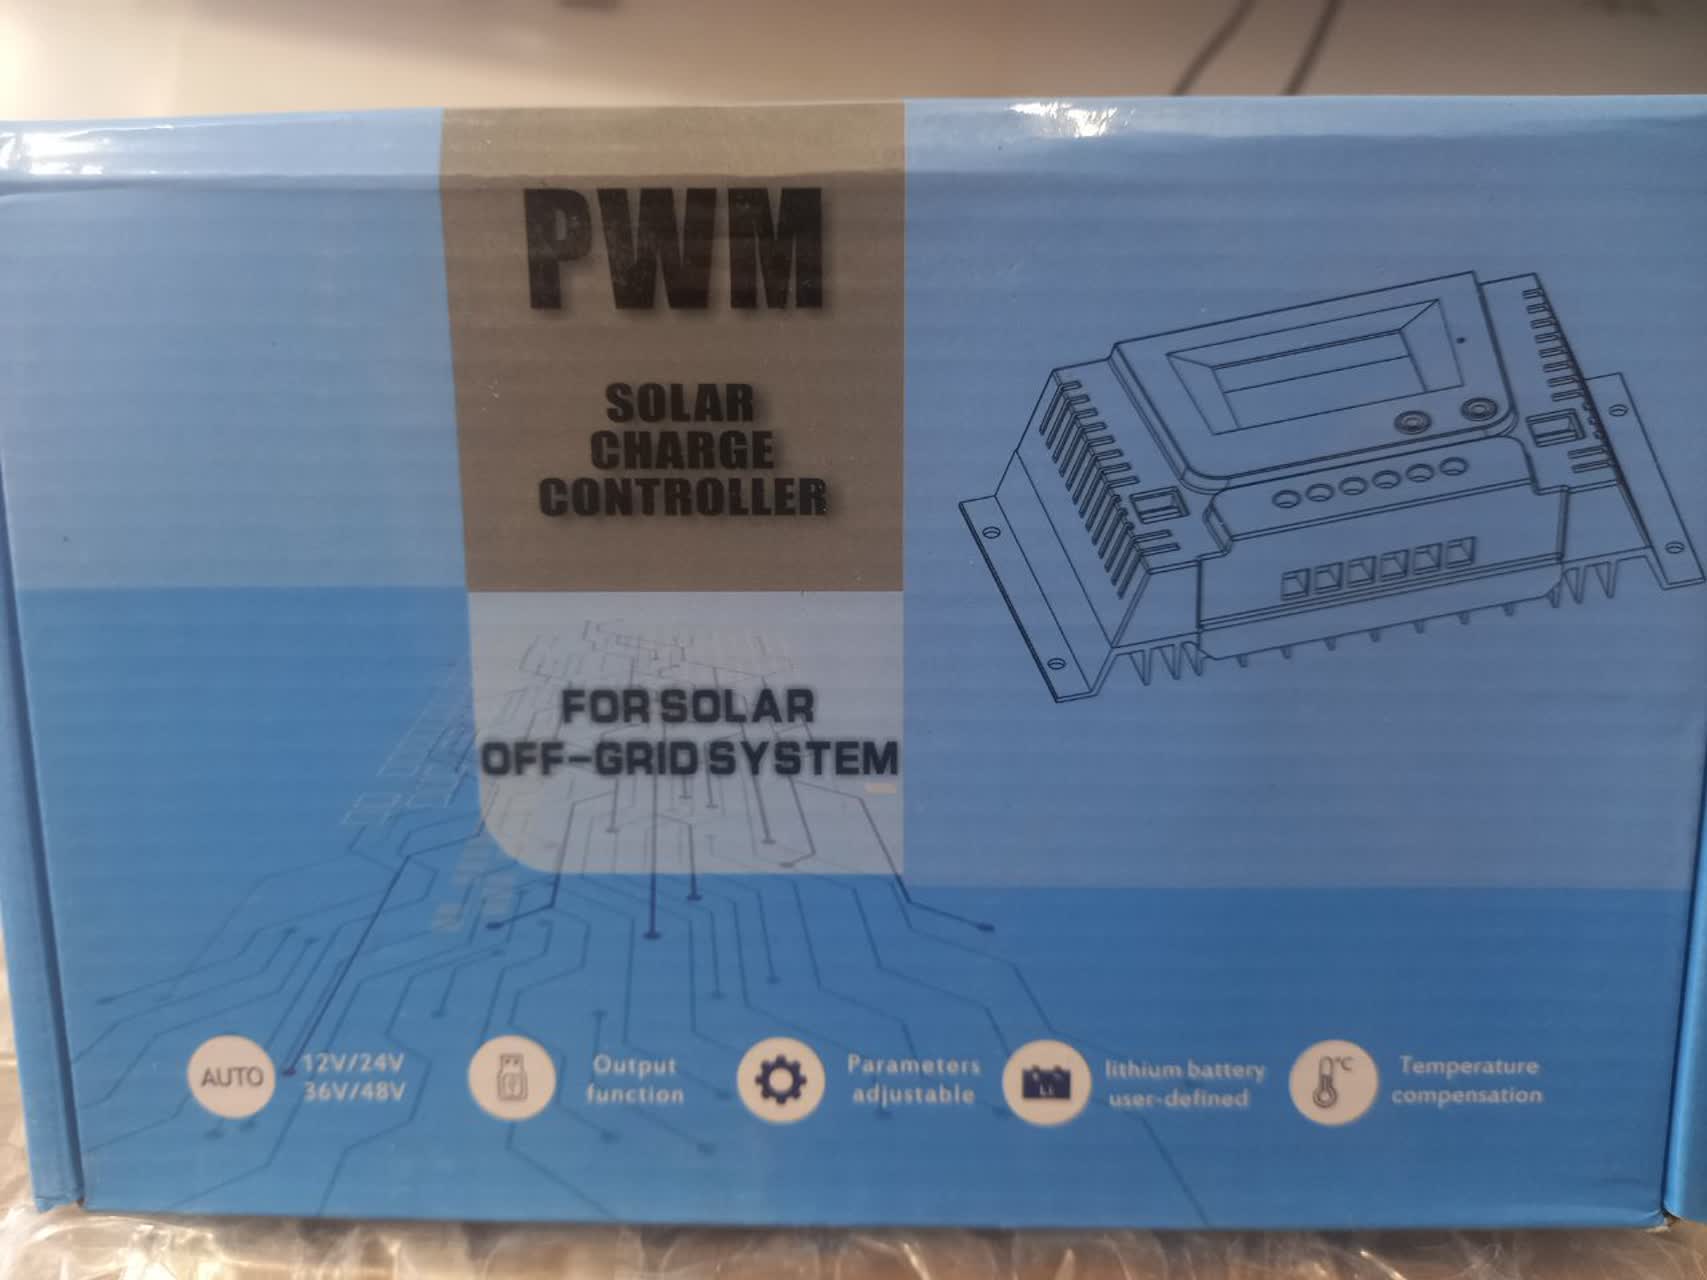 PWM
SOLAR
CHARGE
CONTROLLER
FOR SOLAR
OFF-GRID SYSTEM
AUTO
12V/24V
36V/48V
Output
function
Parameters
adjustable
Li
lithium battery
user-defined
°C
Temperature
compensation